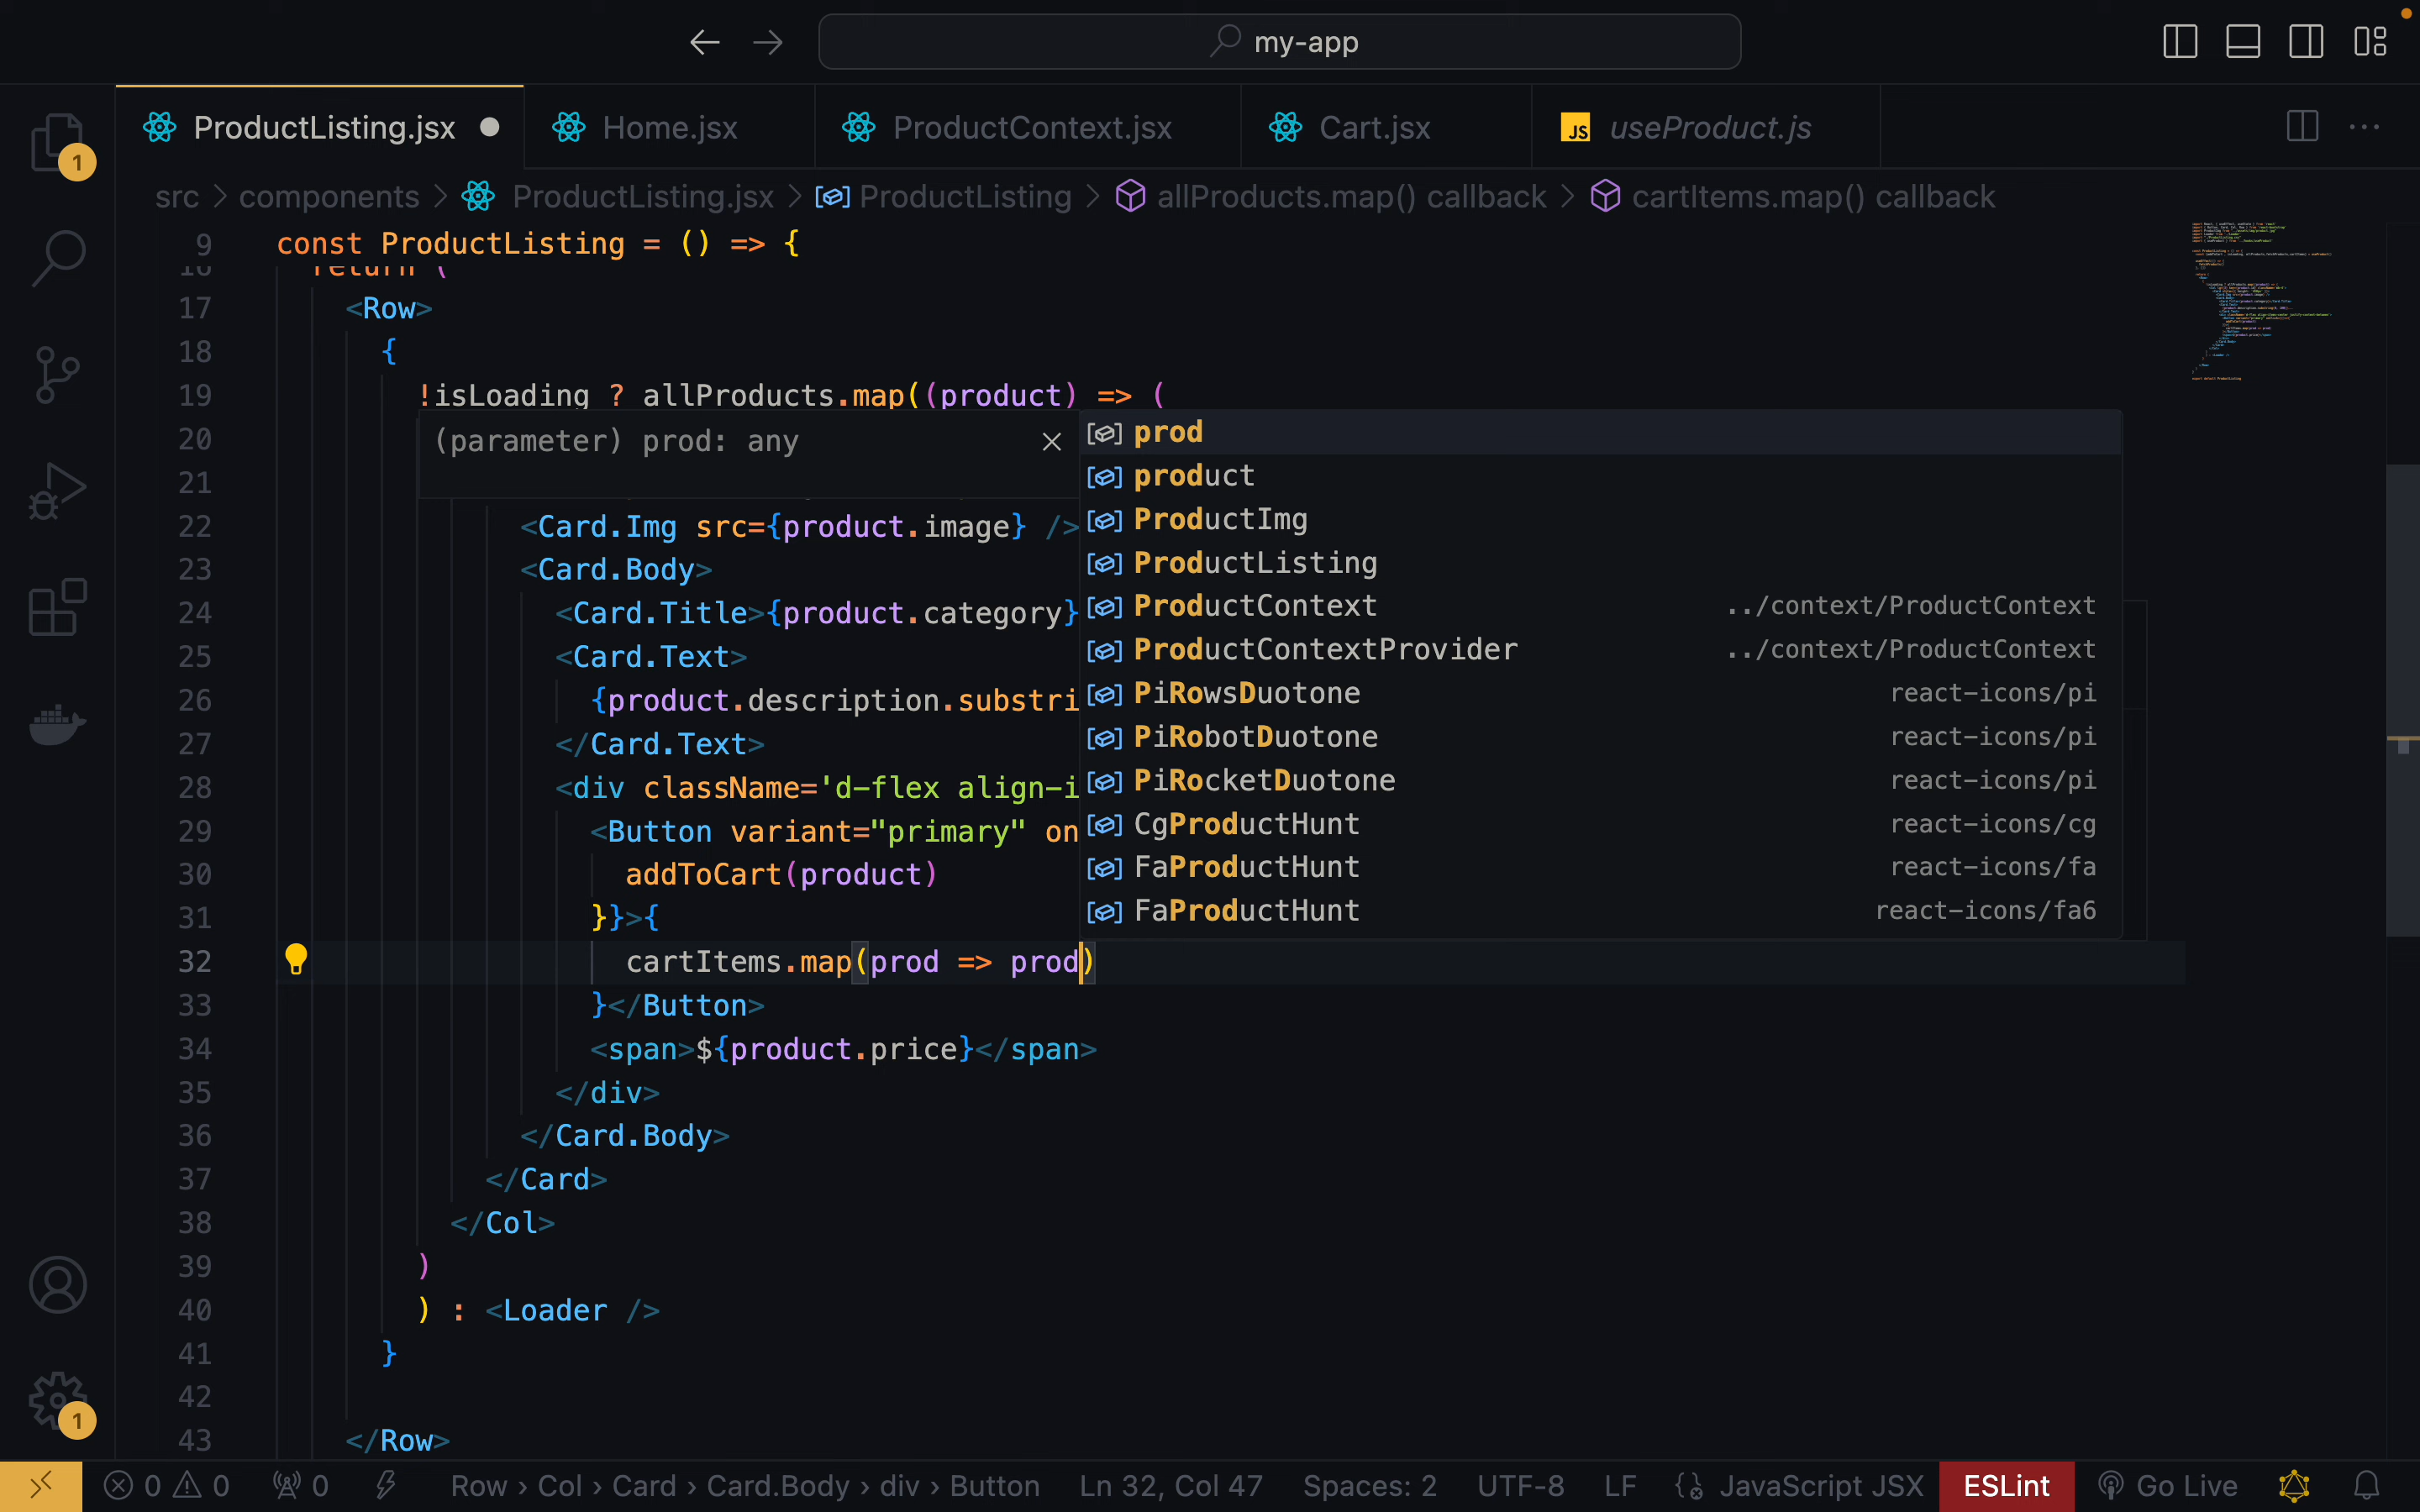 my-app
ProductListing.jsx
Home.jsx
ProductContext.jsx
Cart.jsx
JS useProduct.js
1
src > components > ProductListing.jsx > ProductListing > allProducts.map() callback > cartItems.map() callback
9 const ProductListing = () => {
16 return (
17 <Row>
18 {
19 !isLoading ? allProducts.map((product) => (
20
(parameter) prod: any
prod
21
product
22 <Card.Img src={product.image} />
ProductImg
23 <Card.Body>
ProductListing
24 <Card.Title>{product.category}
ProductContext ../context/ProductContext
25 <Card.Text>
ProductContextProvider ../context/ProductContext
26 {product.description.substri
PiRowsDuotone react-icons/pi
27 </Card.Text>
PiRobotDuotone react-icons/pi
28 <div className='d-flex align-i
PiRocketDuotone react-icons/pi
29 <Button variant="primary" on
CgProductHunt react-icons/cg
30 addToCart(product)
FaProductHunt react-icons/fa
31 }}>{
FaProductHunt react-icons/fa6
32 cartItems.map(prod => prod)
33 }</Button>
34 <span>${product.price}</span>
35 </div>
36 </Card.Body>
37 </Card>
38 </Col>
39 )
40 ) : <Loader />
41 }
42
43 </Row>
1
0 0 0 Row › Col › Card › Card.Body › div › Button Ln 32, Col 47 Spaces: 2 UTF-8 LF JavaScript JSX ESLint Go Live